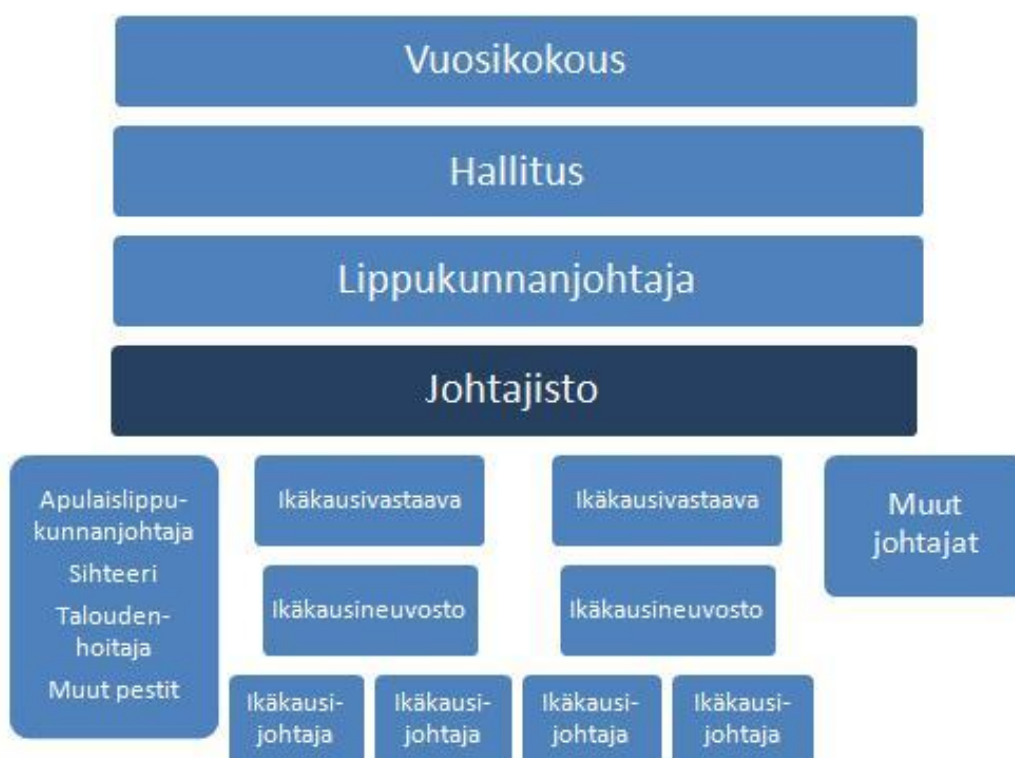 Vuosikokous
Hallitus
Lippukunnanjohtaja
Johtajisto
Apulaislippu-
kunnanjohtaja
Sihteeri
Talouden-
hoitaja
Muut pestit
Ikäkausivastaava
Ikäkausivastaava
Muut
johtajat
Ikäkausineuvosto
Ikäkausineuvosto
Ikäkausi-
johtaja
Ikäkausi-
johtaja
Ikäkausi-
johtaja
Ikäkausi-
johtaja